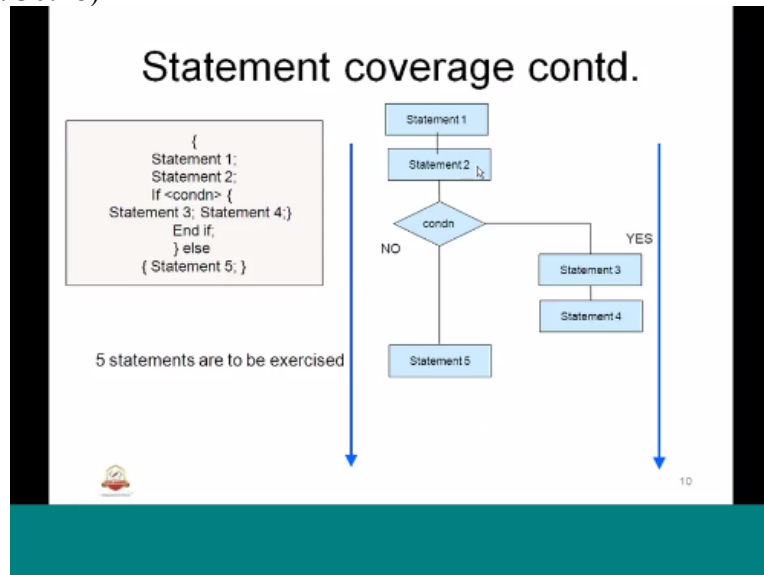 Statement coverage contd.
{
Statement 1;
Statement 2;
If <condn> {
Statement 3; Statement 4;}
End if;
} else
{ Statement 5; }
5 statements are to be exercised
Statement 1
Statement 2
condn
NO
YES
Statement 3
Statement 4
Statement 5
10